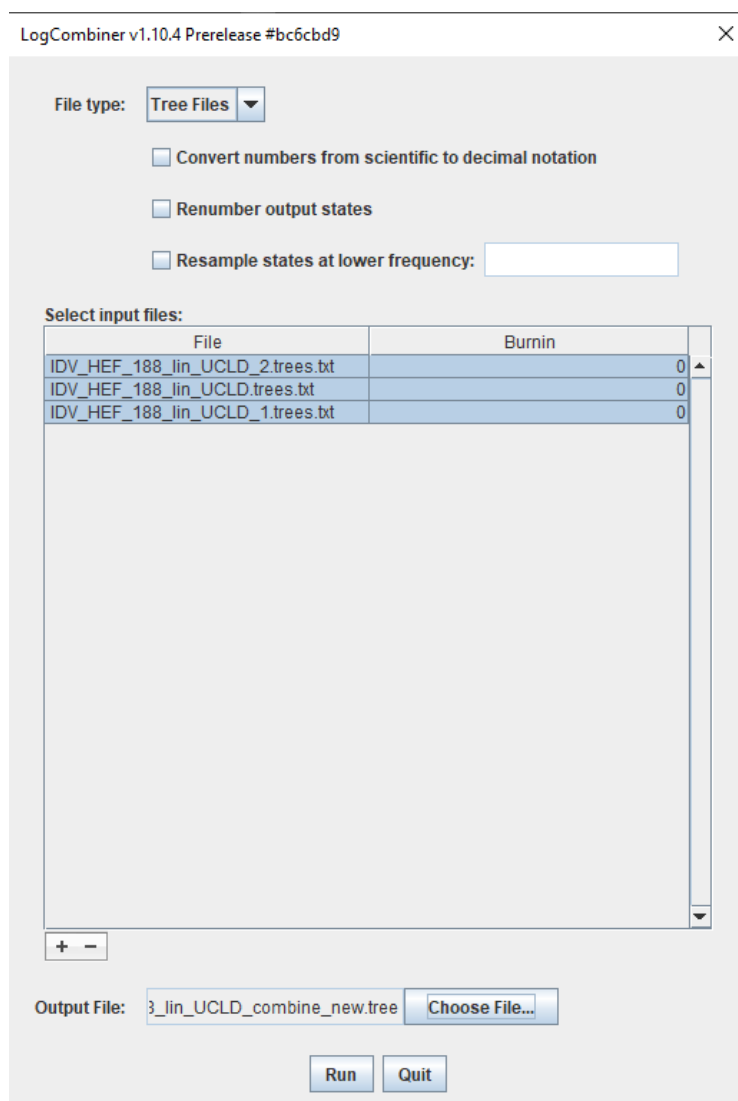 LogCombiner v1.10.4 Prerelease #bc6cbd9
File type: Tree Files
Convert numbers from scientific to decimal notation
Renumber output states
Resample states at lower frequency:
Select input files:
File Burnin
IDV_HEF_188_lin_UCLD_2.trees.txt 0
IDV_HEF_188_lin_UCLD.trees.txt 0
IDV_HEF_188_lin_UCLD_1.trees.txt 0
+ −
Output File: 3_lin_UCLD_combine_new.tree Choose File...
Run Quit